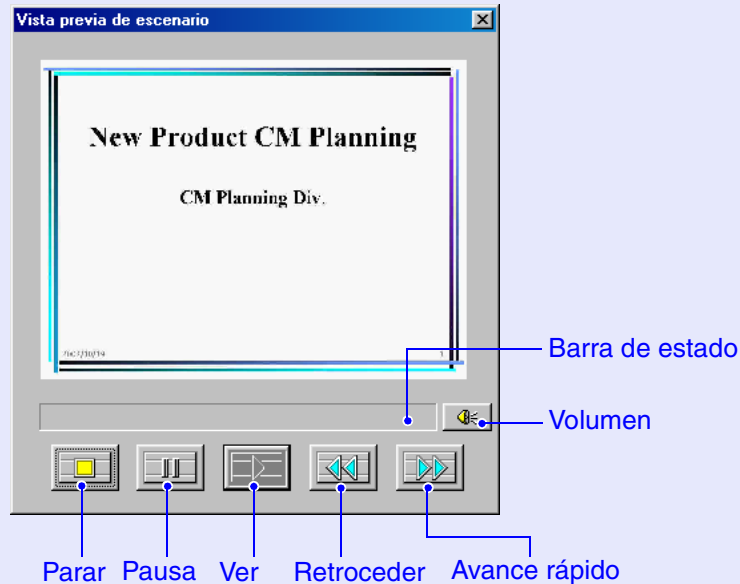 Vista previa de escenario
New Product CM Planning
CM Planning Div.
1
Barra de estado
Volumen
Parar Pausa Ver Retroceder Avance rápido